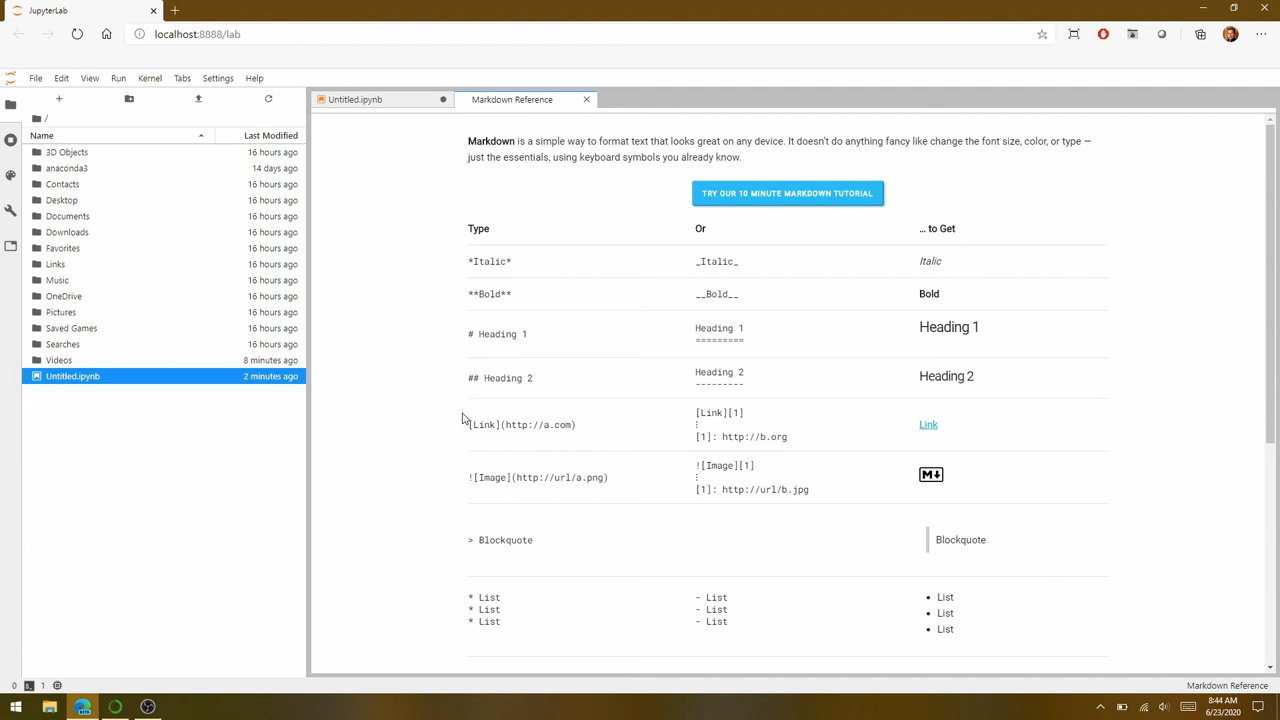 JupyterLab
localhost:8888/lab
File Edit View Run Kernel Tabs Settings Help
/
Name Last Modified
3D Objects 16 hours ago
anaconda3 14 days ago
Contacts 16 hours ago
Desktop 16 hours ago
Documents 16 hours ago
Downloads 16 hours ago
Favorites 16 hours ago
Links 16 hours ago
Music 16 hours ago
OneDrive 16 hours ago
Pictures 16 hours ago
Saved Games 16 hours ago
Searches 16 hours ago
Videos 8 minutes ago
Untitled.ipynb 2 minutes ago
Untitled.ipynb Markdown Reference
Markdown is a simple way to format text that looks great on any device. It doesn't do anything fancy like change the font size, color, or type —
just the essentials, using keyboard symbols you already know.
TRY OUR 10 MINUTE MARKDOWN TUTORIAL
Type Or … to Get
*Italic* _Italic_ Italic
**Bold** __Bold__ Bold
# Heading 1
Heading 1
=========
Heading 1
## Heading 2
Heading 2
---------
Heading 2
[Link](http://a.com)
[Link][1]
⋮
[1]: http://b.org
Link
![Image](http://url/a.png)
![Image][1]
⋮
[1]: http://url/b.jpg
M
> Blockquote Blockquote
* List
* List
* List
- List
- List
- List
• List
• List
• List
0 1 Markdown Reference
8:44 AM
6/23/2020